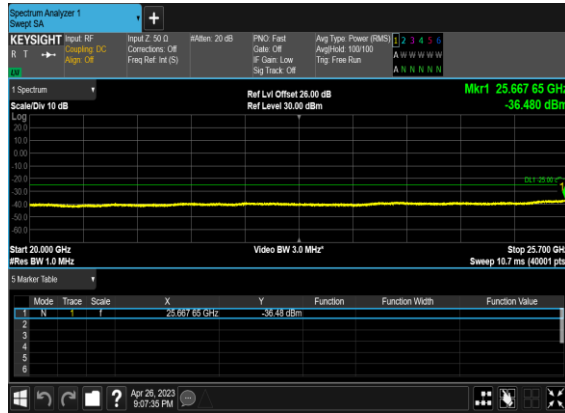 Spectrum Analyzer 1
Swept SA
+
KEYSIGHT Input: RF Input Z: 50 Ω #Atten: 20 dB PNO: Fast Avg Type: Power (RMS) 1 2 3 4 5 6
R T Coupling: DC Corrections: Off Gate: Off Avg|Hold: 100/100 A W W W W W
Align: Off Freq Ref: Int (S) IF Gain: Low Trig: Free Run
Sig Track: Off A N N N N N
1 Spectrum
Ref Lvl Offset 26.00 dB Mkr1 25.667 65 GHz
Scale/Div 10 dB Ref Level 30.00 dBm -36.480 dBm
Log
20.0
10.0
0.00
-10.0
-20.0
DL1 -25.00
1
-30.0
-40.0
-50.0
-60.0
Start 20.000 GHz Video BW 3.0 MHz* Stop 25.700 GHz
#Res BW 1.0 MHz Sweep 10.7 ms (40001 pts
5 Marker Table
Mode Trace Scale X Y Function Function Width Function Value
1 N 1 f 25.667 65 GHz -36.48 dBm
2
3
4
5
6
? Apr 26, 2023
9:07:35 PM